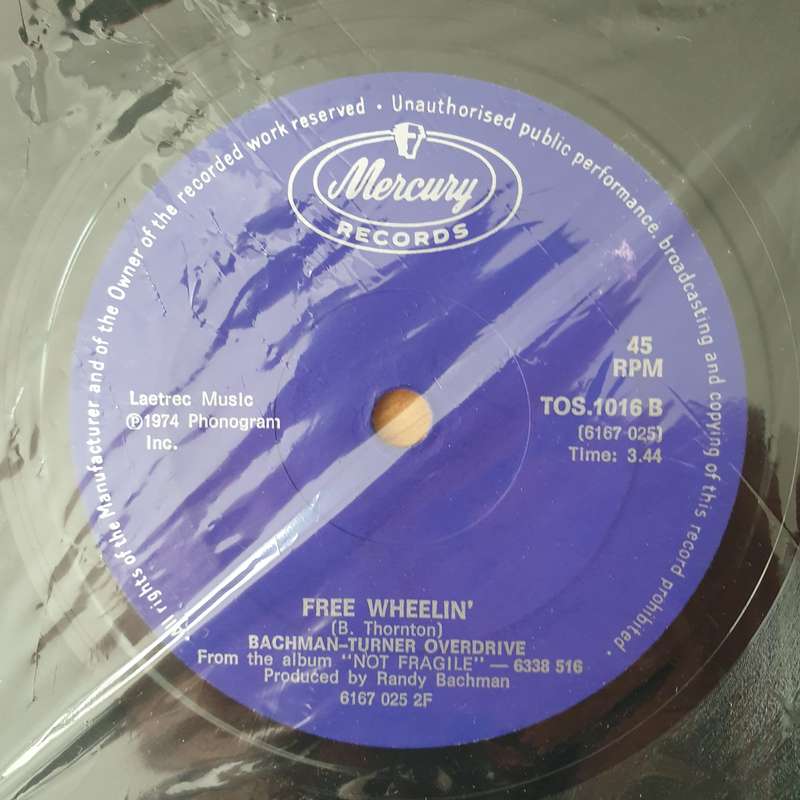 All rights of the Manufacturer and of the Owner of the recorded work reserved • Unauthorised public performance, broadcasting and copying of this record prohibited •
Mercury
RECORDS
45
RPM
Laetrec Music
℗1974 Phonogram
Inc.
TOS.1016 B
(6167 025)
Time: 3.44
FREE WHEELIN'
(B. Thornton)
BACHMAN–TURNER OVERDRIVE
From the album "NOT FRAGILE" — 6338 516
Produced by Randy Bachman
6167 025 2F